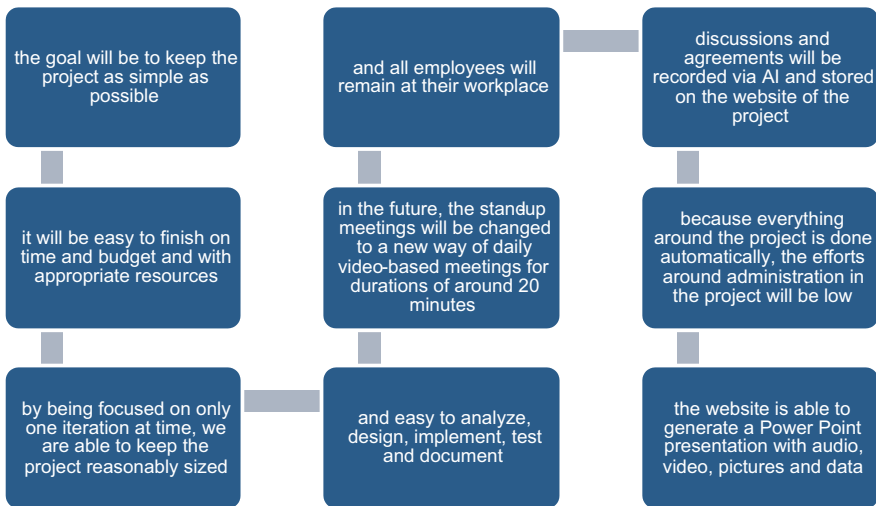 the goal will be to keep the
project as simple as
possible
it will be easy to finish on
time and budget and with
appropriate resources
by being focused on only
one iteration at time, we
are able to keep the
project reasonably sized
and easy to analyze,
design, implement, test
and document
in the future, the standup
meetings will be changed
to a new way of daily
video-based meetings for
durations of around 20
minutes
and all employees will
remain at their workplace
discussions and
agreements will be
recorded via AI and stored
on the website of the
project
because everything
around the project is done
automatically, the efforts
around administration in
the project will be low
the website is able to
generate a Power Point
presentation with audio,
video, pictures and data